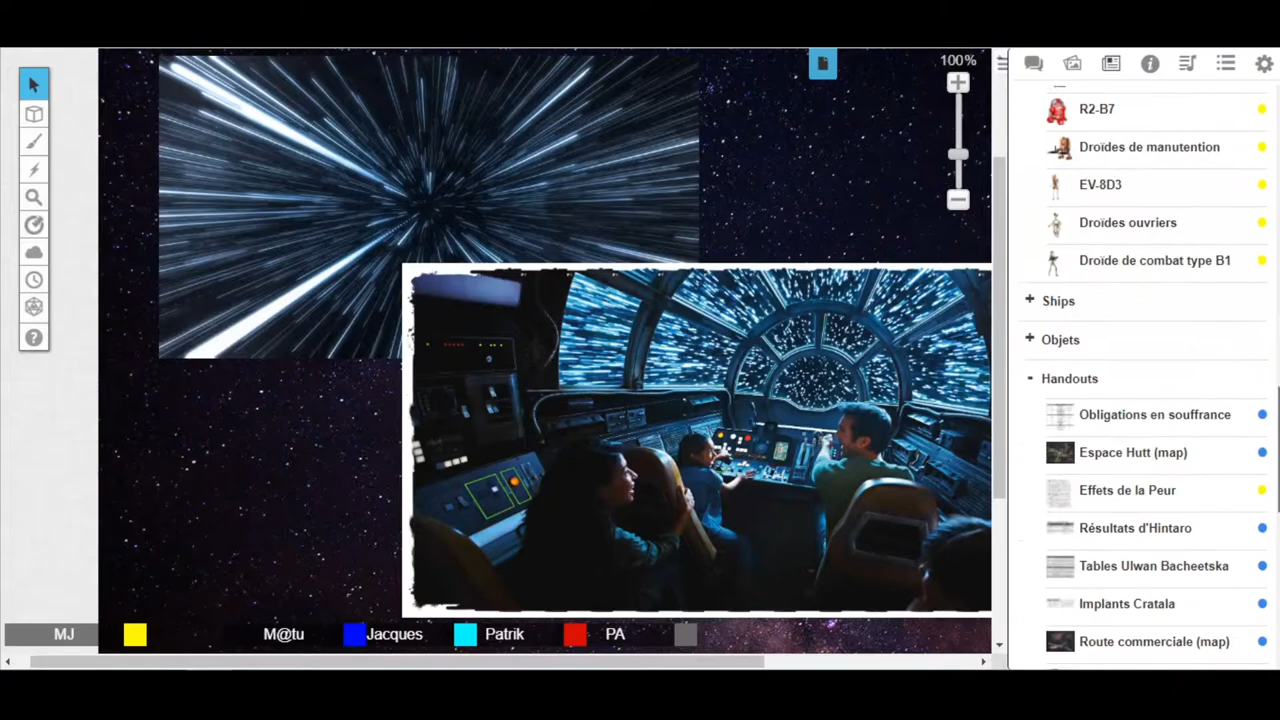 100%
R2-B7
Droïdes de manutention
EV-8D3
Droïdes ouvriers
Droïde de combat type B1
Ships
Objets
Handouts
Obligations en souffrance
Espace Hutt (map)
Effets de la Peur
Résultats d'Hintaro
Tables Ulwan Bacheetska
Implants Cratala
Route commerciale (map)
MJ M@tu Jacques Patrik PA